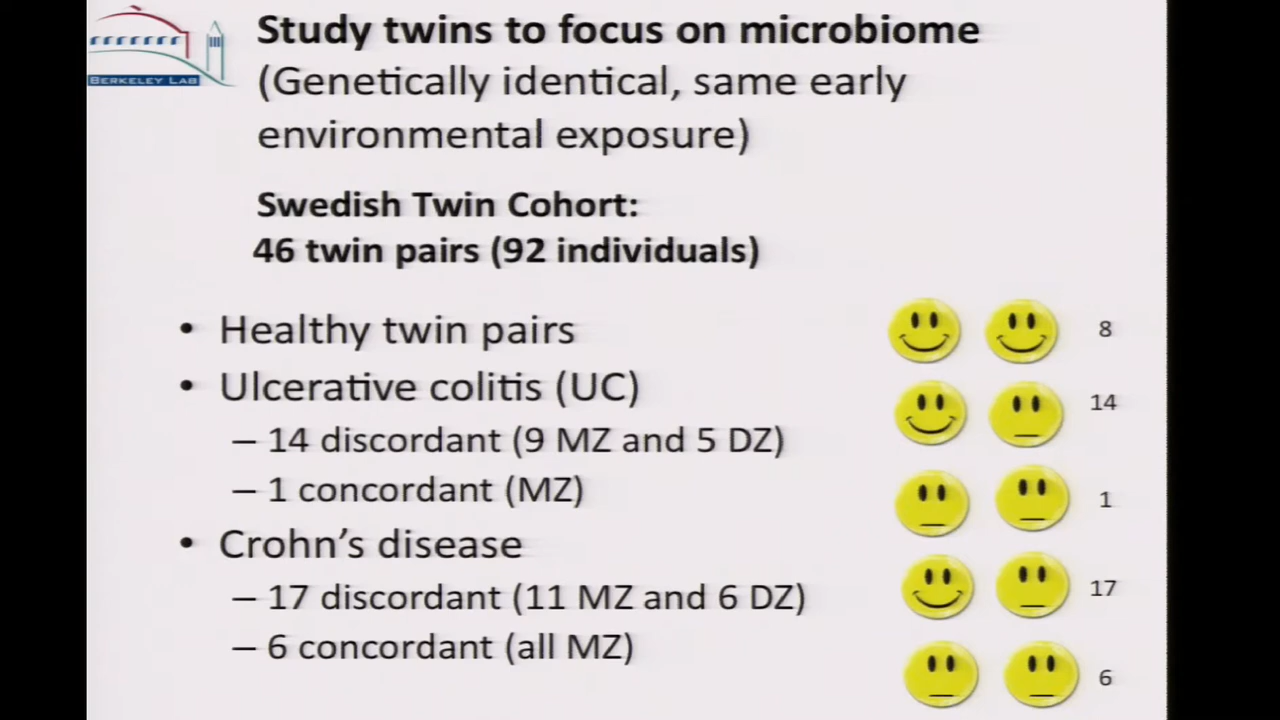 BERKELEY LAB
Study twins to focus on microbiome
(Genetically identical, same early
environmental exposure)
Swedish Twin Cohort:
46 twin pairs (92 individuals)
• Healthy twin pairs
8
• Ulcerative colitis (UC)
14
– 14 discordant (9 MZ and 5 DZ)
– 1 concordant (MZ)
1
• Crohn's disease
– 17 discordant (11 MZ and 6 DZ)
17
– 6 concordant (all MZ)
6